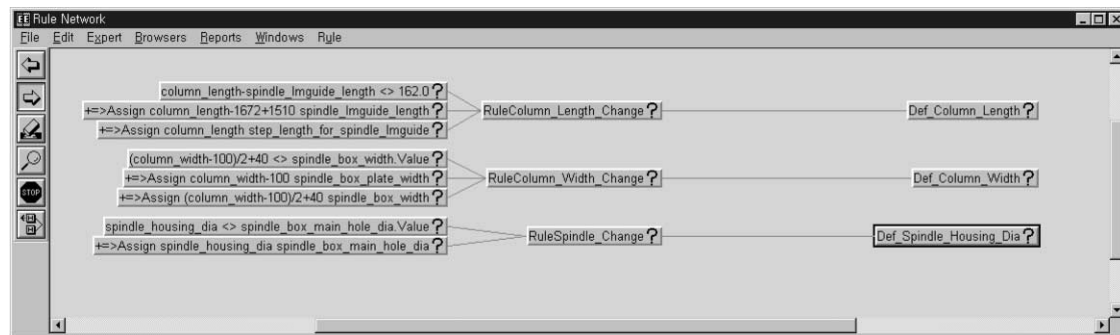 Rule Network
File Edit Expert Browsers Reports Windows Rule
column_length-spindle_lmguide_length <> 162.0 ?
+=>Assign column_length-1672+1510 spindle_lmguide_length ?
RuleColumn_Length_Change ?
Def_Column_Length ?
+=>Assign column_length step_length_for_spindle_lmguide ?
(column_width-100)/2+40 <> spindle_box_width.Value ?
+=>Assign column_width-100 spindle_box_plate_width ?
RuleColumn_Width_Change ?
Def_Column_Width ?
+=>Assign (column_width-100)/2+40 spindle_box_width ?
spindle_housing_dia <> spindle_box_main_hole_dia.Value ?
RuleSpindle_Change ?
Def_Spindle_Housing_Dia ?
+=>Assign spindle_housing_dia spindle_box_main_hole_dia ?
STOP